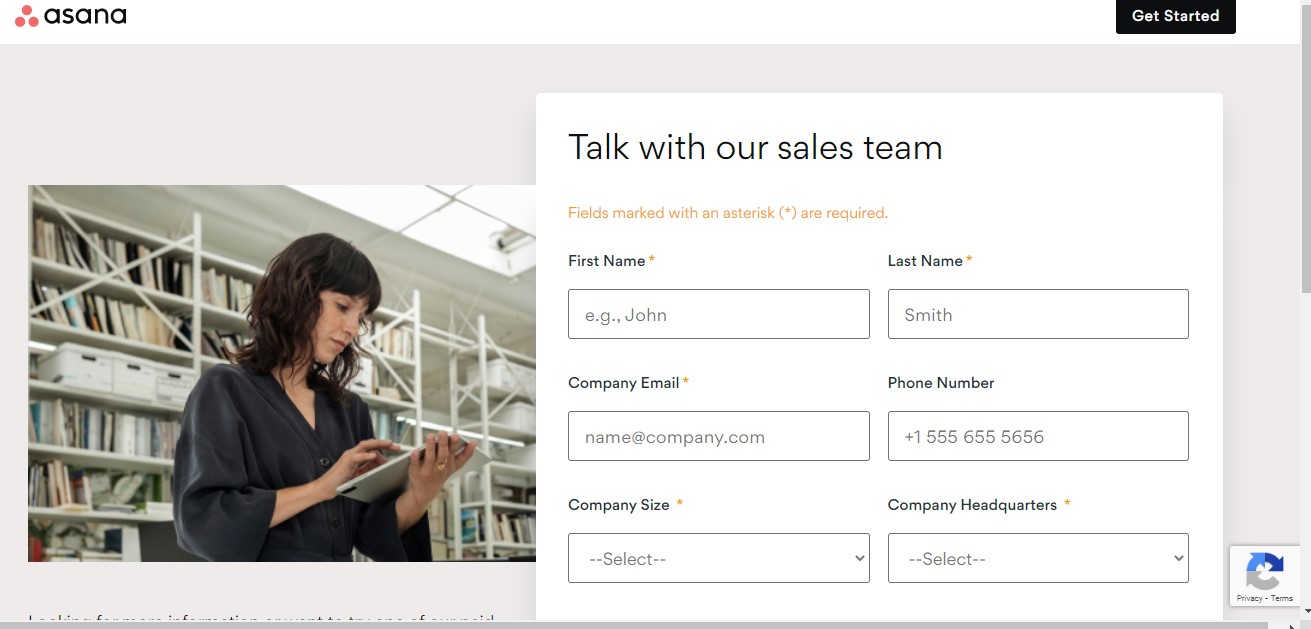 asana
Get Started
Talk with our sales team
Fields marked with an asterisk (*) are required.
First Name *
Last Name *
e.g., John
Smith
Company Email *
Phone Number
name@company.com
+1 555 655 5656
Company Size *
Company Headquarters *
--Select--
--Select--
Privacy - Terms
Looking for more information or want to try one of our paid